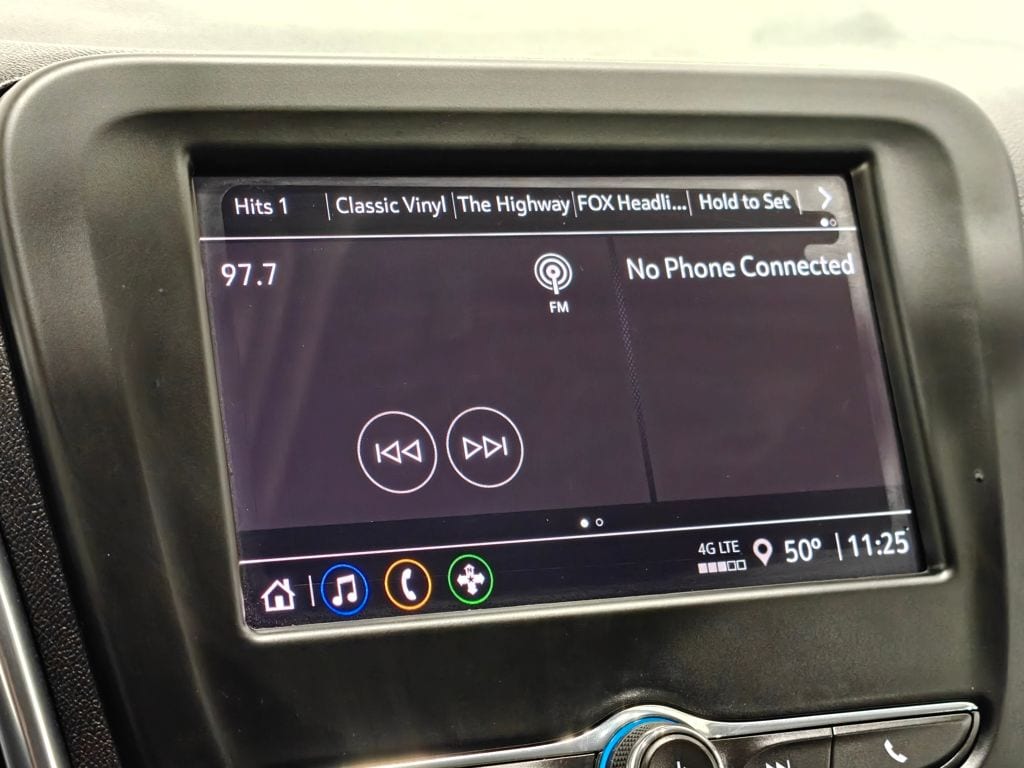 Hits 1 Classic Vinyl The Highway FOX Headli... Hold to Set
97.7 FM No Phone Connected
4G LTE 50° 11:25